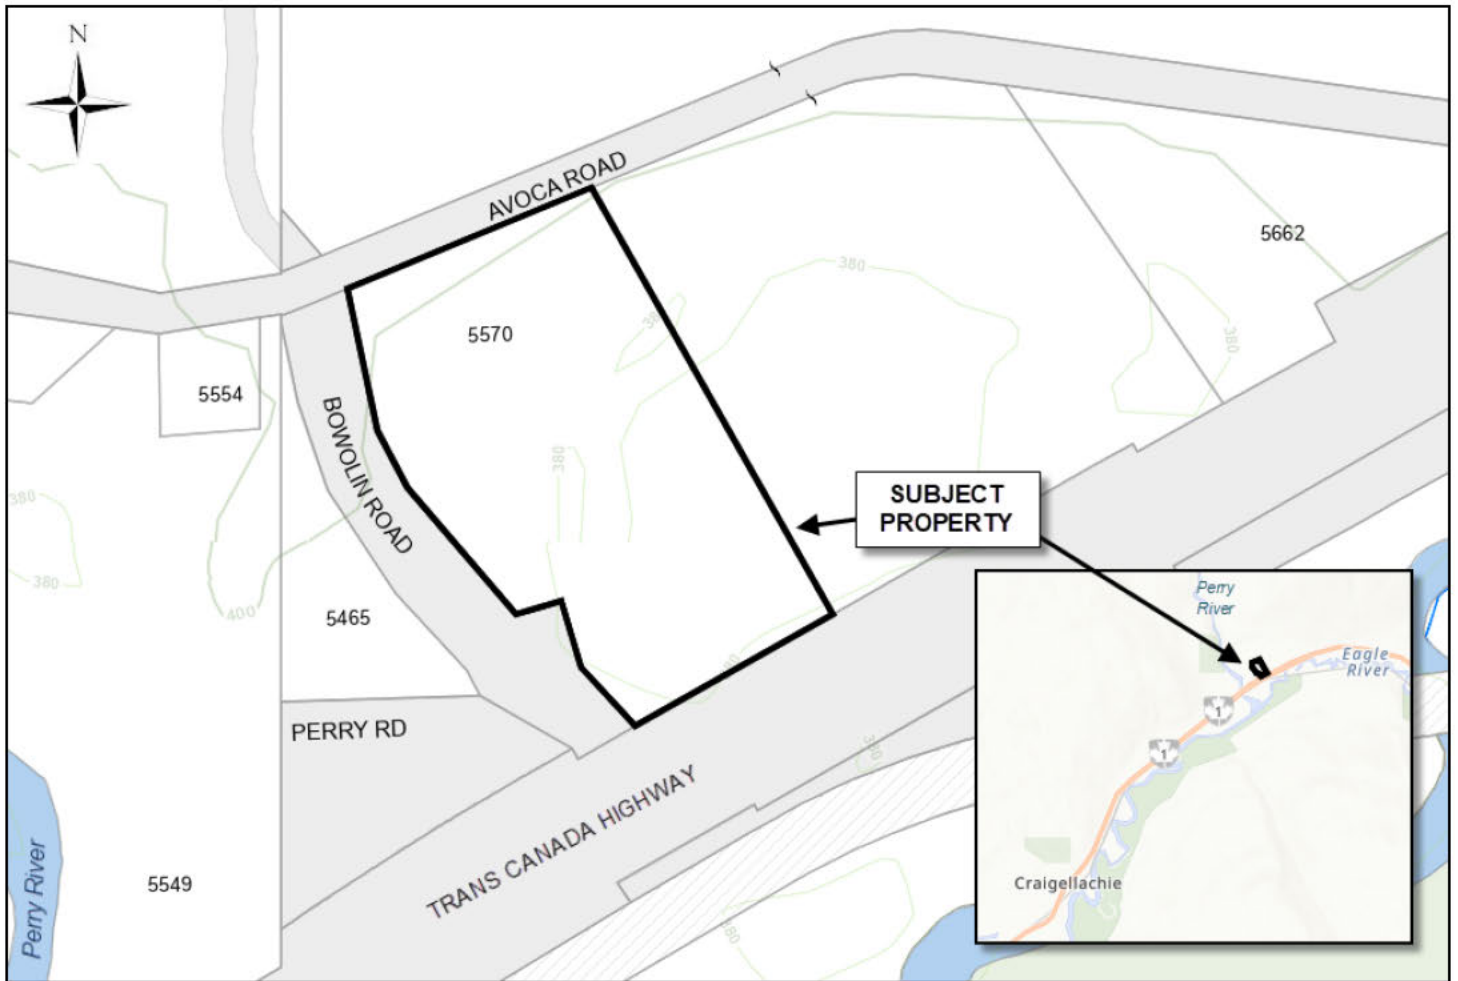 N
AVOCA ROAD
5662
380
5570
380
5554
BOWOLIN ROAD
380
380
SUBJECT
PROPERTY
380
380
400
5465
PERRY RD
380
TRANS CANADA HIGHWAY
5549
Perry River
Perry
River
Eagle
River
1
1
Craigellachie